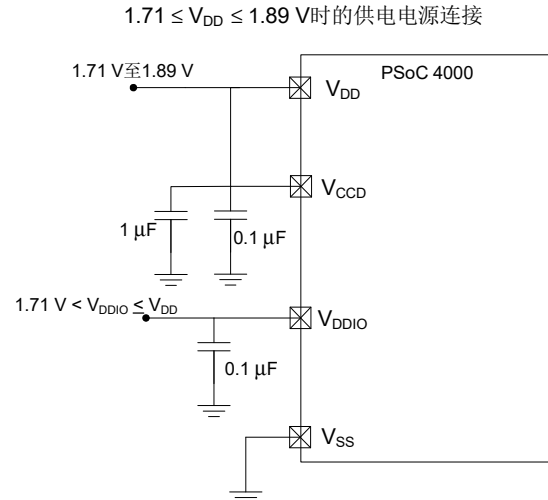 1.71 ≤ VDD ≤ 1.89 V时的供电电源连接
1.71 V至1.89 V
PSoC 4000
VDD
VCCD
1 μF
0.1 μF
1.71 V < VDDIO ≤ VDD
VDDIO
0.1 μF
VSS